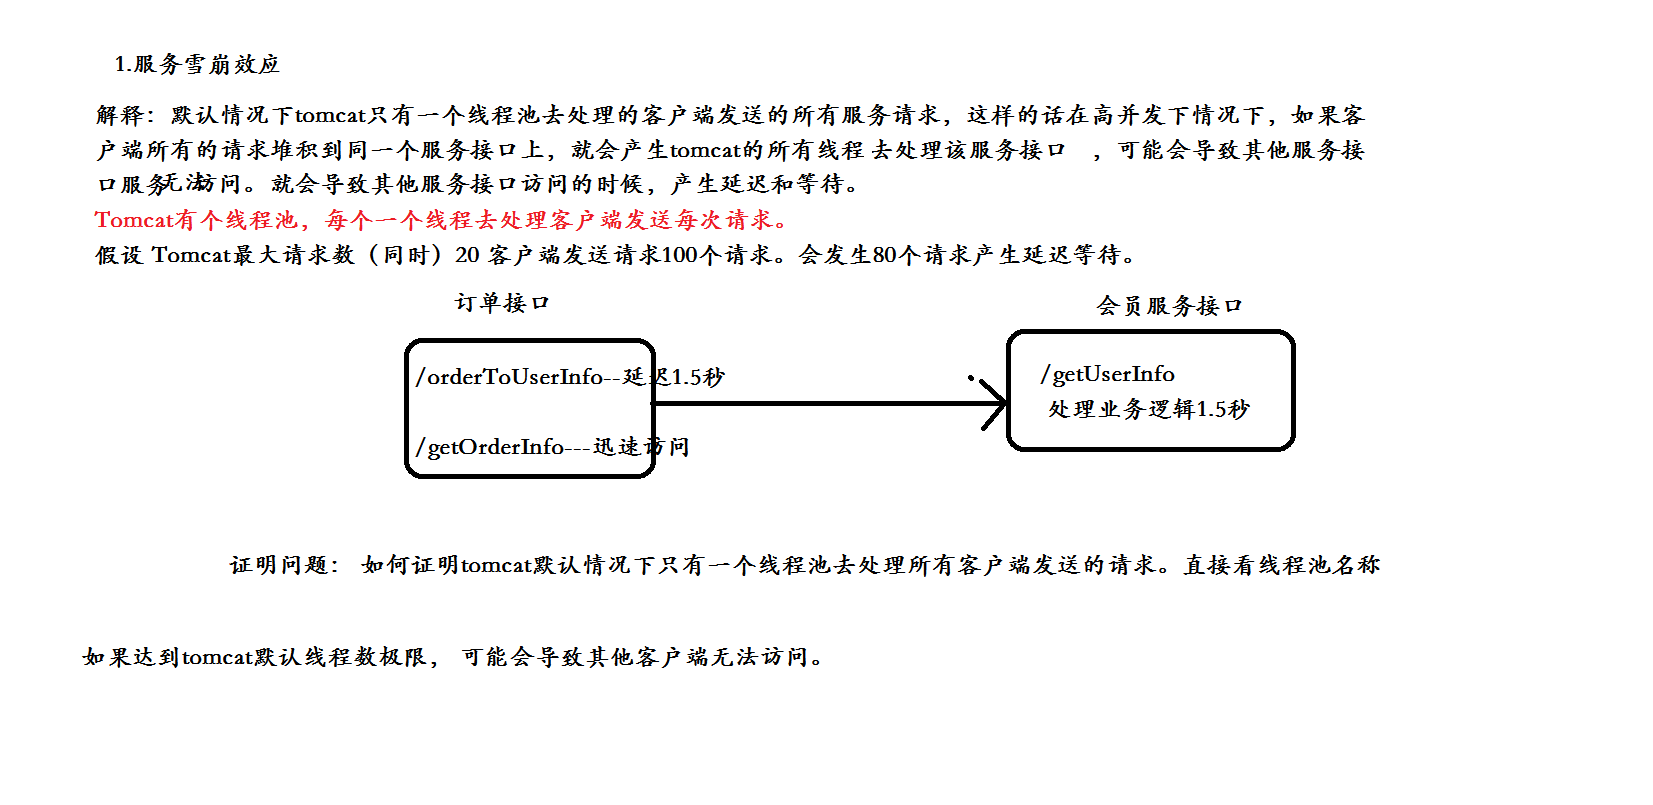 1.服务雪崩效应
解释：默认情况下tomcat只有一个线程池去处理的客户端发送的所有服务请求，这样的话在高并发下情况下，如果客
户端所有的请求堆积到同一个服务接口上，就会产生tomcat的所有线程去处理该服务接口 ，可能会导致其他服务接
口服务无法访问。就会导致其他服务接口访问的时候，产生延迟和等待。
Tomcat有个线程池，每个一个线程去处理客户端发送每次请求。
假设 Tomcat最大请求数（同时）20 客户端发送请求100个请求。会发生80个请求产生延迟等待。
订单接口
会员服务接口
/orderToUserInfo--延迟1.5秒
/getUserInfo
处理业务逻辑1.5秒
/getOrderInfo---迅速访问
证明问题： 如何证明tomcat默认情况下只有一个线程池去处理所有客户端发送的请求。直接看线程池名称
如果达到tomcat默认线程数极限， 可能会导致其他客户端无法访问。